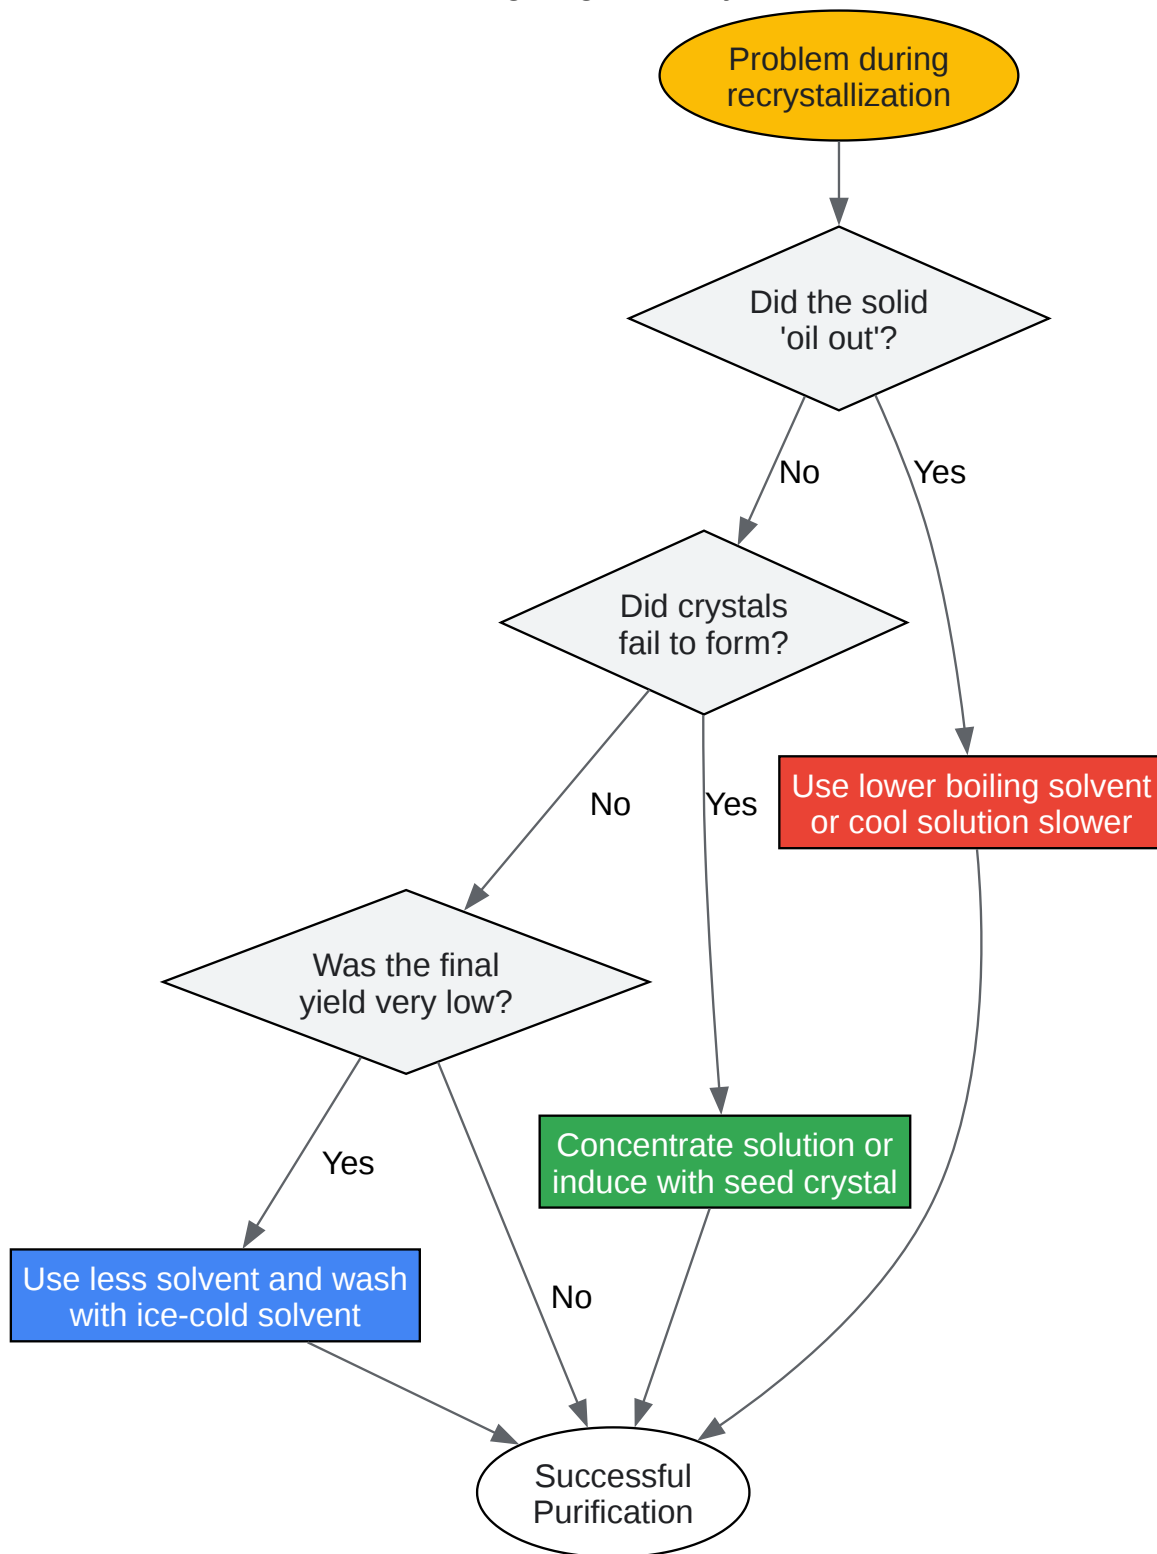 Problem during
recrystallization
Did the solid
'oil out'?
No
Yes
Did crystals
fail to form?
No
Yes
Use lower boiling solvent
or cool solution slower
Was the final
yield very low?
Yes
No
Concentrate solution or
induce with seed crystal
Use less solvent and wash
with ice-cold solvent
Successful
Purification